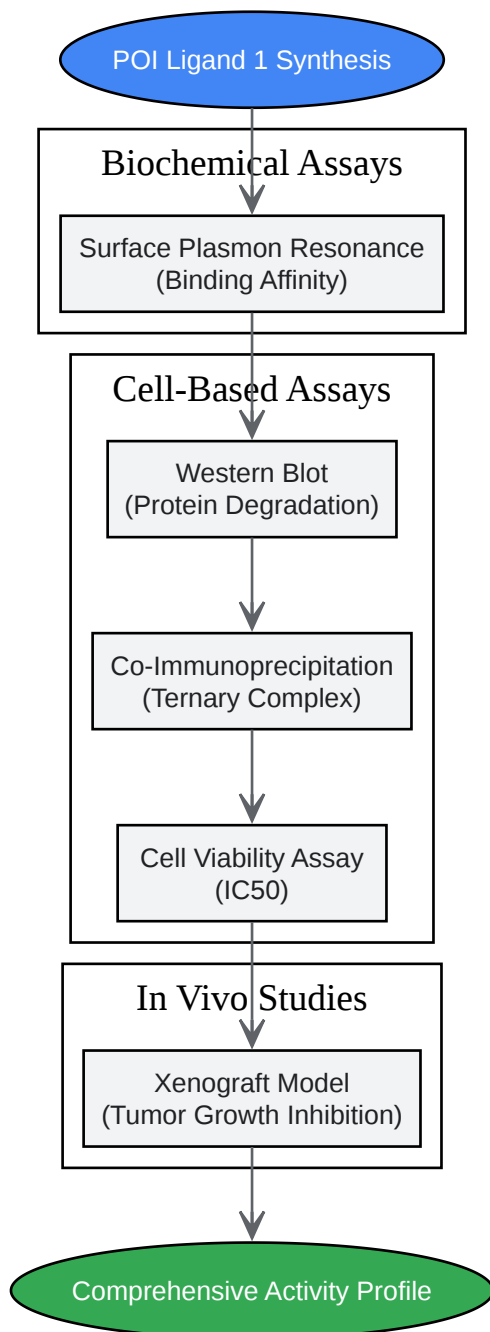 POI Ligand 1 Synthesis
Biochemical Assays
Surface Plasmon Resonance
(Binding Affinity)
Cell-Based Assays
Western Blot
(Protein Degradation)
Co-Immunoprecipitation
(Ternary Complex)
Cell Viability Assay
(IC50)
In Vivo Studies
Xenograft Model
(Tumor Growth Inhibition)
Comprehensive Activity Profile